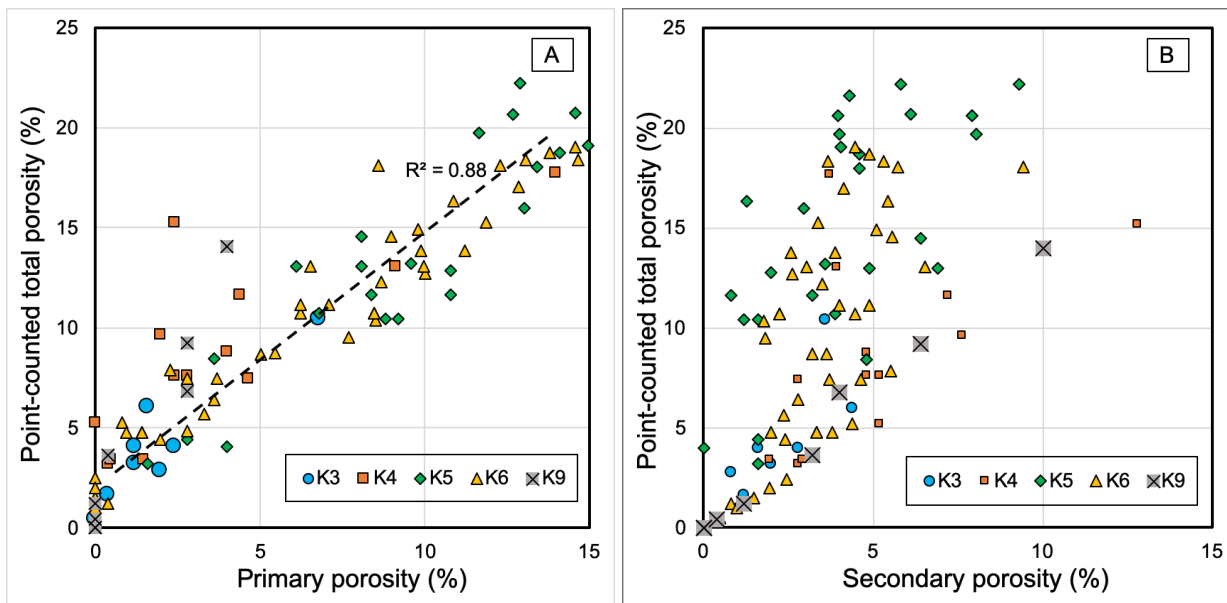 A
Point-counted total porosity (%)
25
20
15
10
5
0
R² = 0.88
K3 K4 K5 K6 K9
0 5 10 15
Primary porosity (%)
B
Point-counted total porosity (%)
25
20
15
10
5
0
K3 K4 K5 K6 K9
0 5 10 15
Secondary porosity (%)